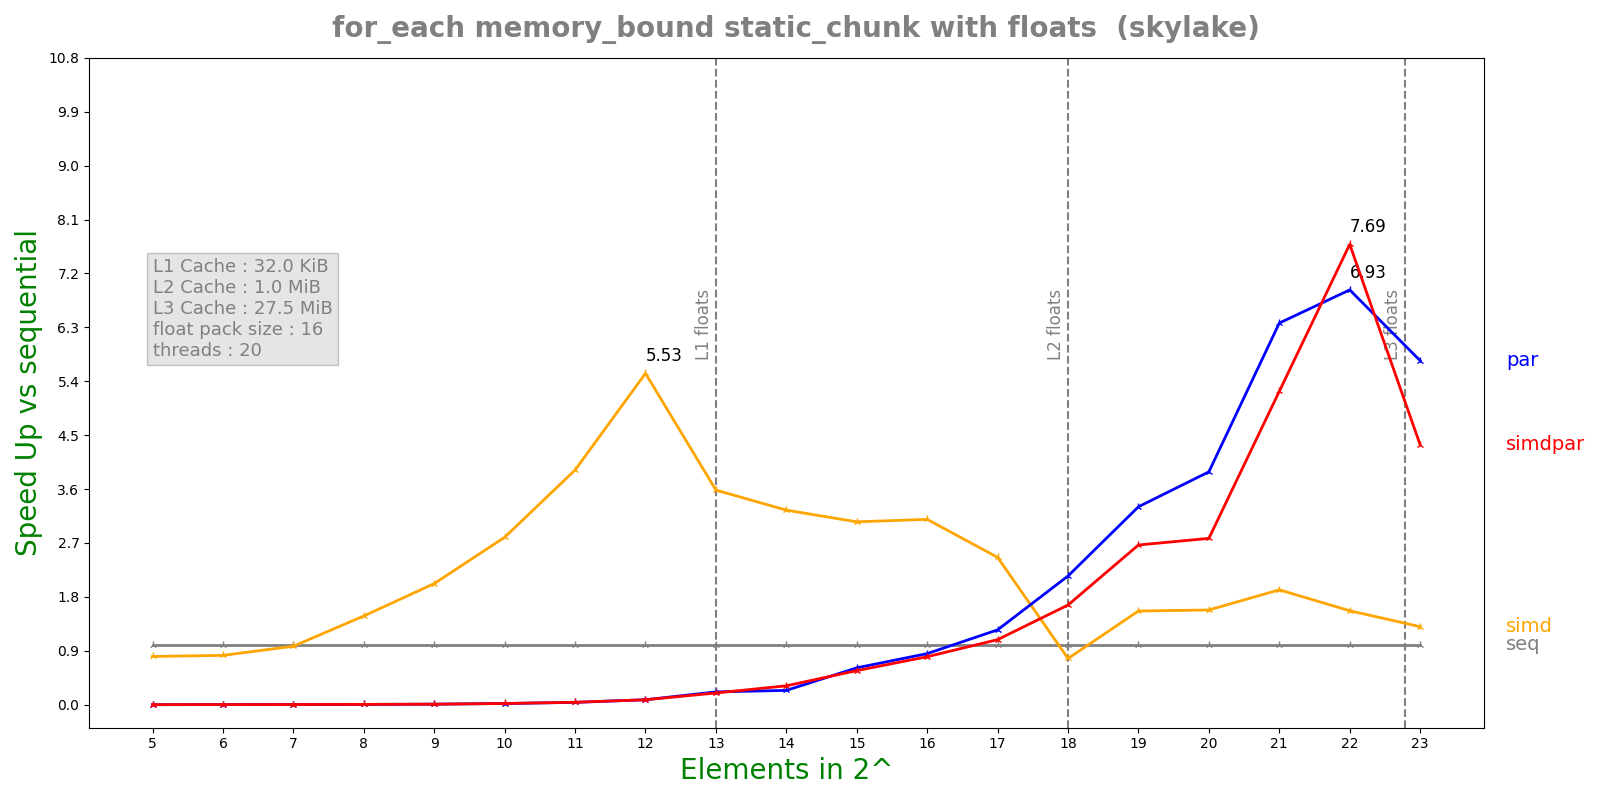 for_each memory_bound static_chunk with floats  (skylake)
Speed Up vs sequential
10.8
9.9
9.0
8.1
7.2
6.3
5.4
4.5
3.6
2.7
1.8
0.9
0.0
L1 Cache : 32.0 KiB
L2 Cache : 1.0 MiB
L3 Cache : 27.5 MiB
float pack size : 16
threads : 20
5.53
7.69
6.93
L1 floats
L2 floats
L3 floats
par
simdpar
simd
seq
5 6 7 8 9 10 11 12 13 14 15 16 17 18 19 20 21 22 23
Elements in 2^